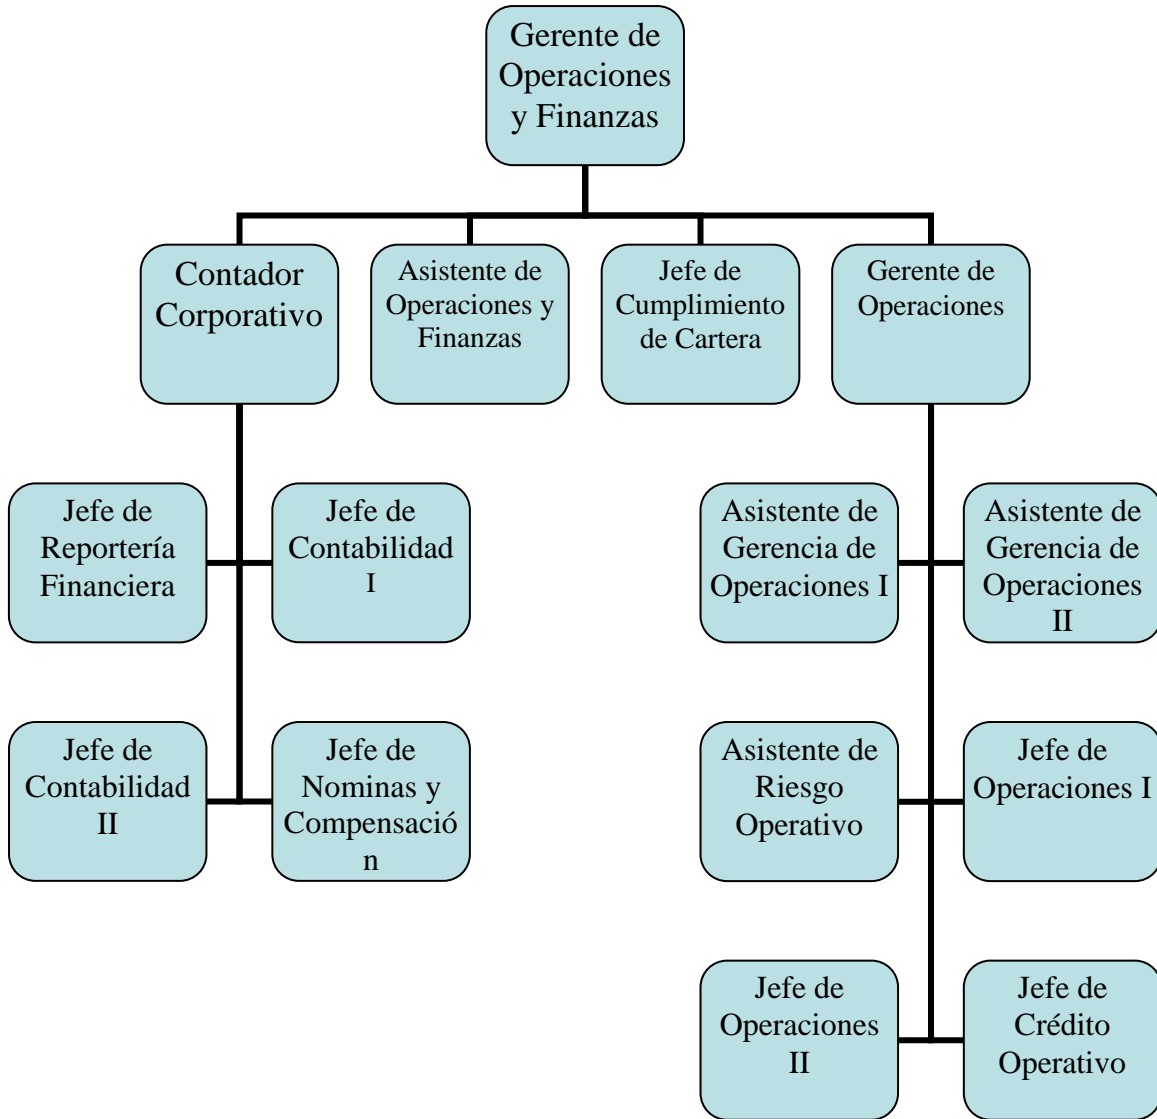 Gerente de
Operaciones
y Finanzas
Contador
Corporativo
Asistente de
Operaciones y
Finanzas
Jefe de
Cumplimiento
de Cartera
Gerente de
Operaciones
Jefe de
Reportería
Financiera
Jefe de
Contabilidad
I
Asistente de
Gerencia de
Operaciones I
Asistente de
Gerencia de
Operaciones
II
Jefe de
Contabilidad
II
Jefe de
Nominas y
Compensació
n
Asistente de
Riesgo
Operativo
Jefe de
Operaciones I
Jefe de
Operaciones
II
Jefe de
Crédito
Operativo